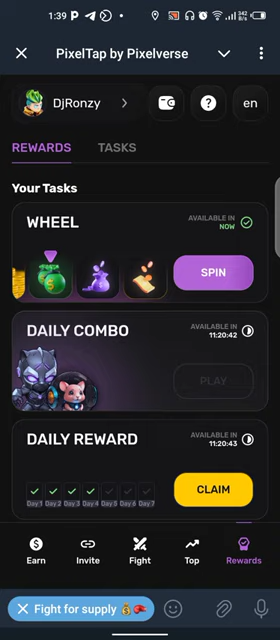 1:39
342 B/s
PixelTap by Pixelverse
DjRonzy
en
REWARDS
TASKS
Your Tasks
WHEEL
AVAILABLE IN
NOW
SPIN
DAILY COMBO
AVAILABLE IN
11:20:42
PLAY
DAILY REWARD
AVAILABLE IN
11:20:43
Day 1 Day 2 Day 3 Day 4 Day 5 Day 6 Day 7
CLAIM
Earn Invite Fight Top Rewards
Fight for supply